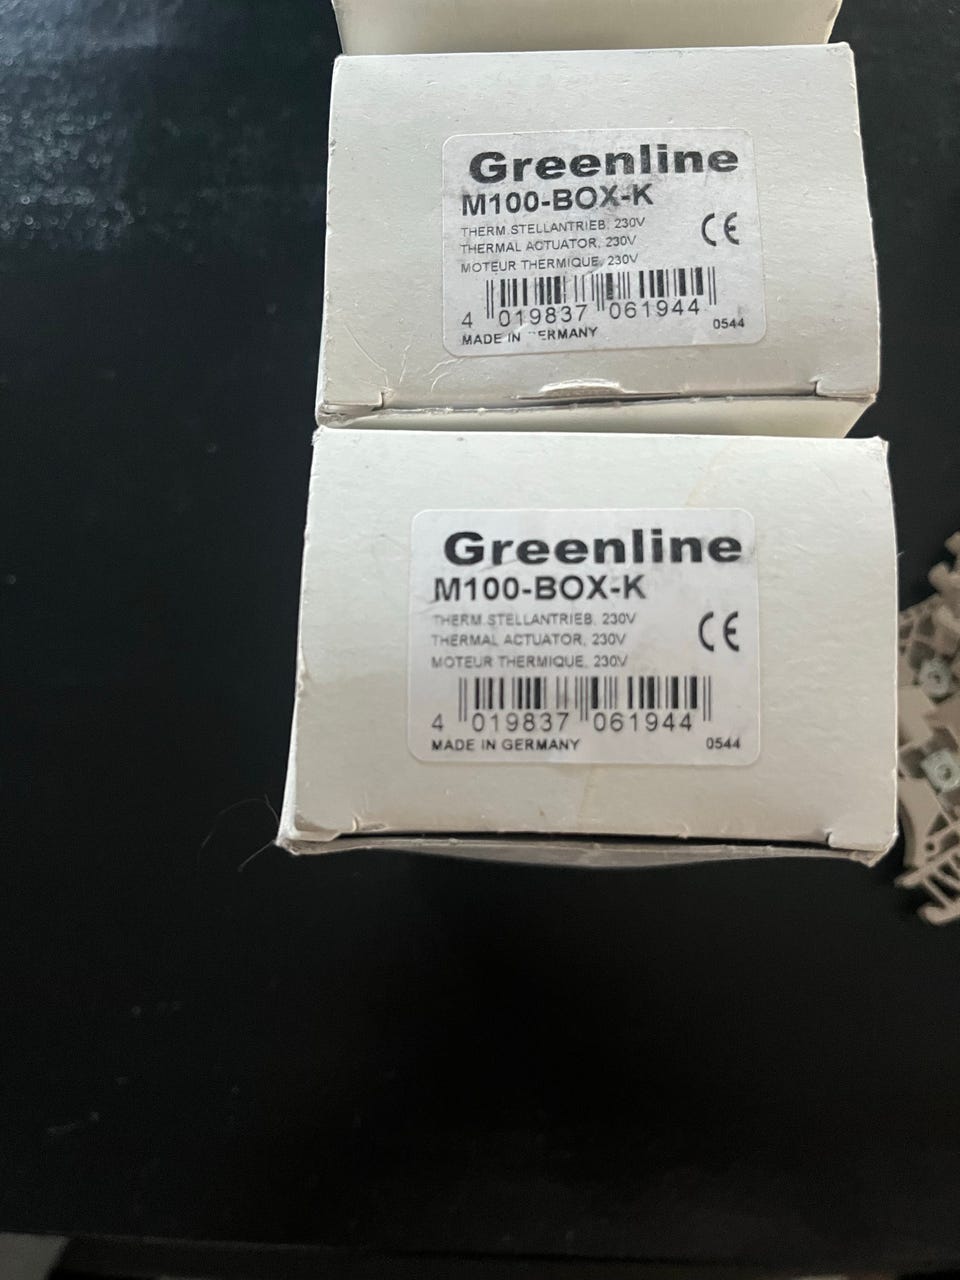 Greenline
M100-BOX-K
THERM.STELLANTRIEB, 230V
THERMAL ACTUATOR, 230V
MOTEUR THERMIQUE, 230V
4 019837 061944
MADE IN GERMANY
0544
Greenline
M100-BOX-K
THERM.STELLANTRIEB, 230V
THERMAL ACTUATOR, 230V
MOTEUR THERMIQUE, 230V
4 019837 061944
MADE IN GERMANY
0544